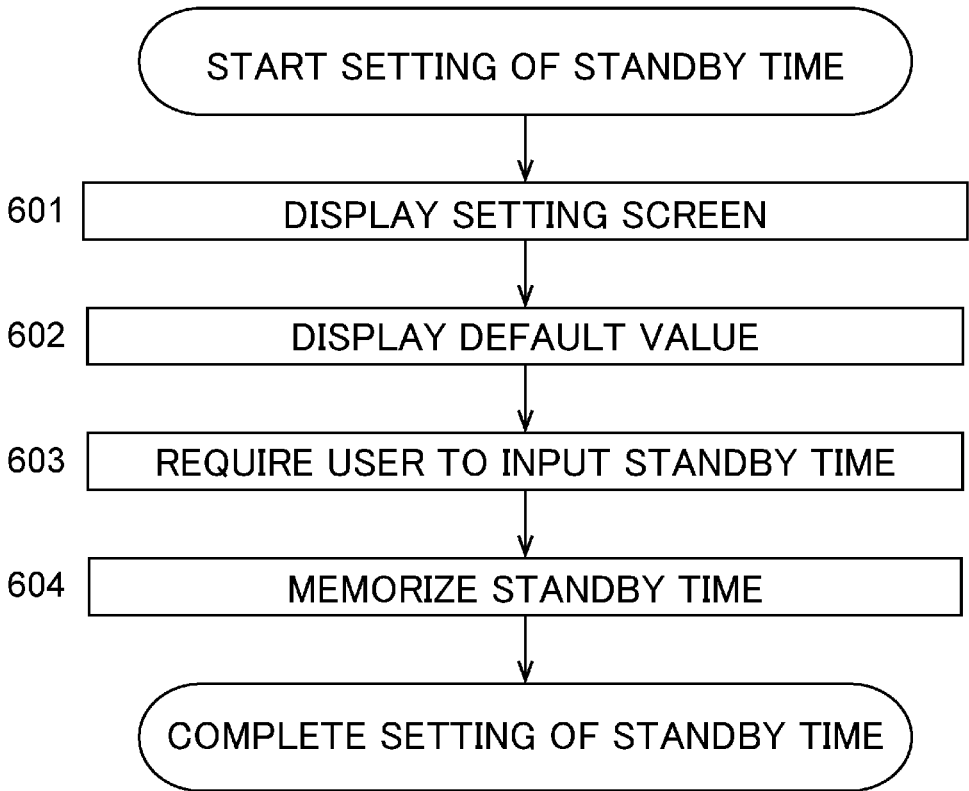 START SETTING OF STANDBY TIME
601 DISPLAY SETTING SCREEN
602 DISPLAY DEFAULT VALUE
603 REQUIRE USER TO INPUT STANDBY TIME
604 MEMORIZE STANDBY TIME
COMPLETE SETTING OF STANDBY TIME